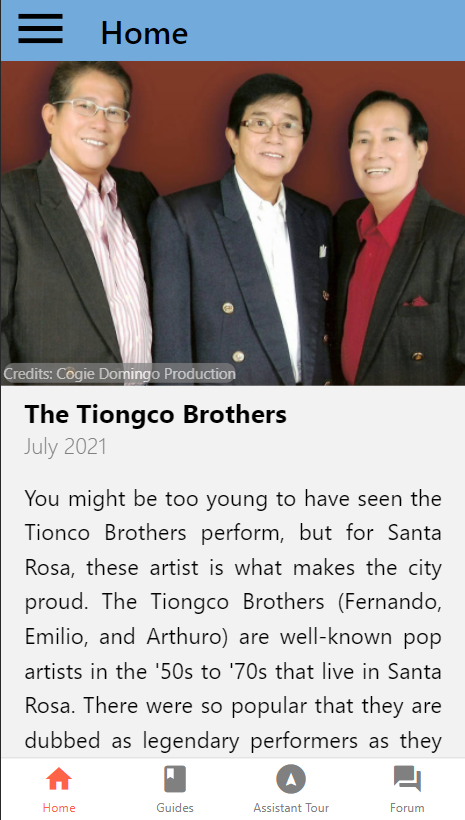 Home
Credits: Cogie Domingo Production
The Tiongco Brothers
July 2021
You might be too young to have seen the
Tionco Brothers perform, but for Santa
Rosa, these artist is what makes the city
proud. The Tiongco Brothers (Fernando,
Emilio, and Arthuro) are well-known pop
artists in the '50s to '70s that live in Santa
Rosa. There were so popular that they are
dubbed as legendary performers as they
Home Guides Assistant Tour Forum